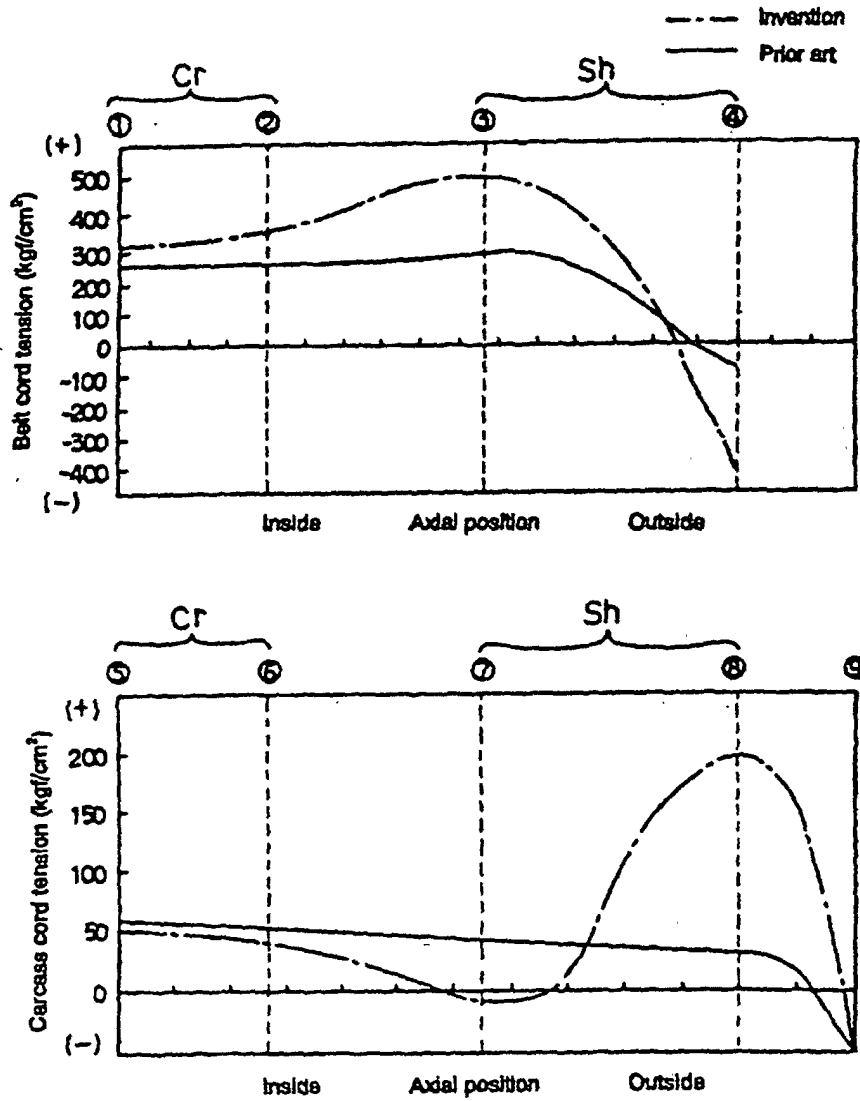 Invention
Prior art
Cr
Sh
① ② ③ ④
(+)
500
400
300
200
100
0
-100
-200
-300
-400
(-)
Belt cord tension (kgf/cm²)
Inside Axial position Outside
Cr
Sh
⑤ ⑥ ⑦ ⑧ ⑨
(+)
200
150
100
50
0
(-)
Carcass cord tension (kgf/cm²)
Inside Axial position Outside